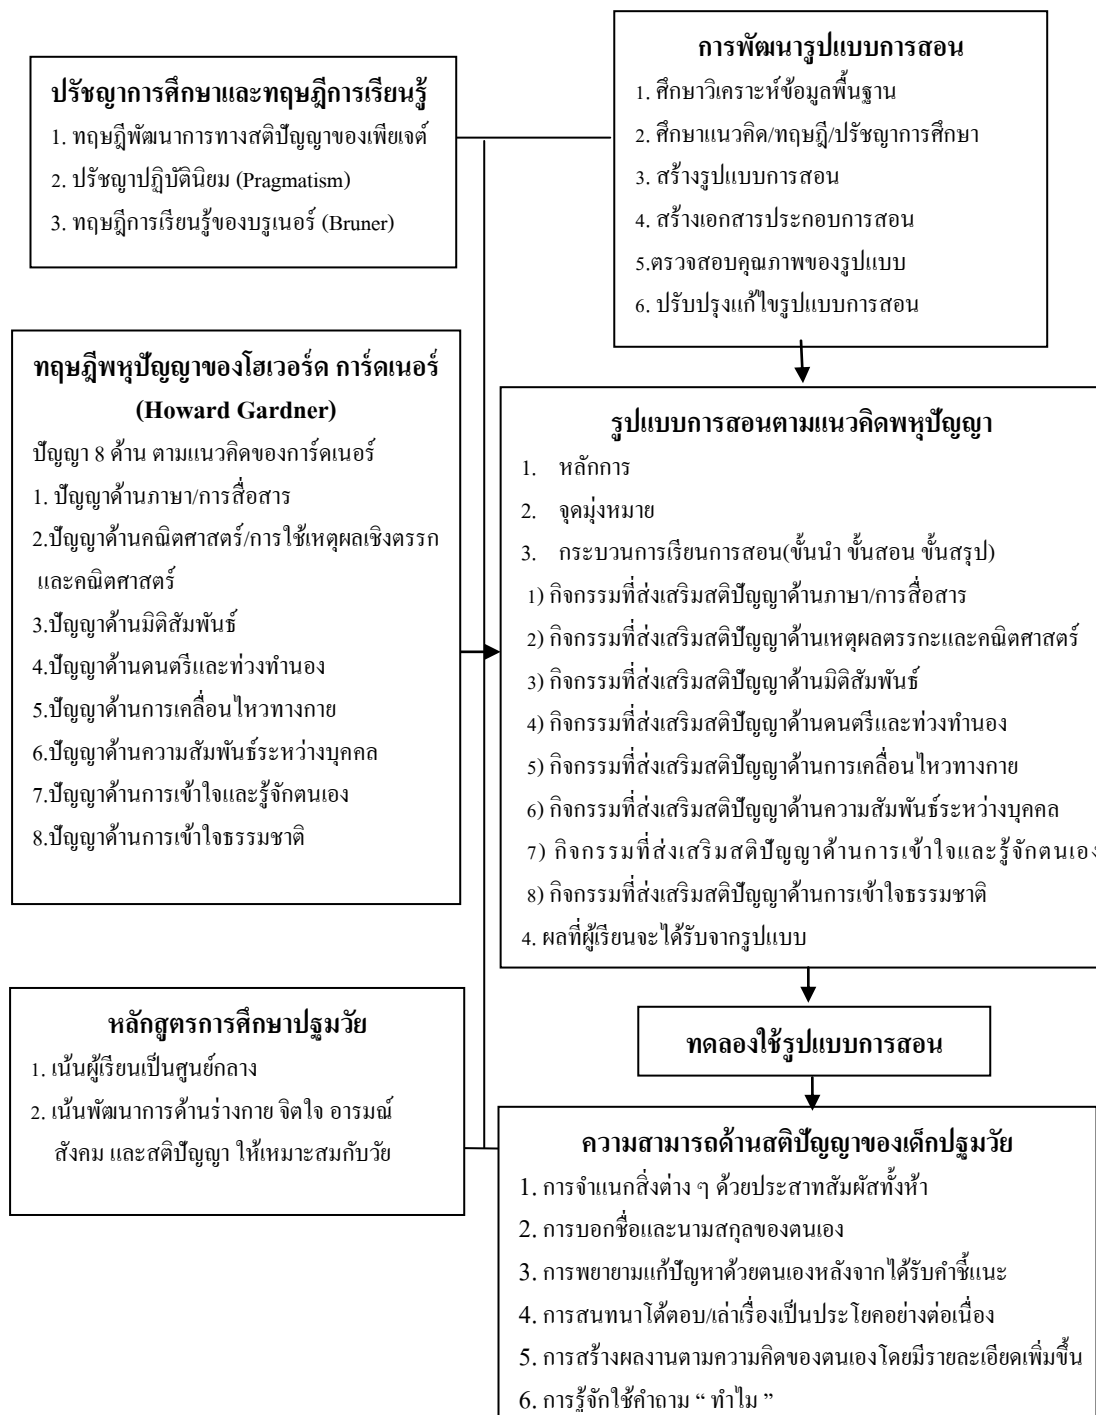 ปรัชญาการศึกษาและทฤษฎีการเรียนรู้
1. ทฤษฎีพัฒนาการทางสติปัญญาของเพียเจต์
2. ปรัชญาปฏิบัตินิยม (Pragmatism)
3. ทฤษฎีการเรียนรู้ของบรูเนอร์ (Bruner)
การพัฒนารูปแบบการสอน
1. ศึกษาวิเคราะห์ข้อมูลพื้นฐาน
2. ศึกษาแนวคิด/ทฤษฎี/ปรัชญาการศึกษา
3. สร้างรูปแบบการสอน
4. สร้างเอกสารประกอบการสอน
5.ตรวจสอบคุณภาพของรูปแบบ
6. ปรับปรุงแก้ไขรูปแบบการสอน
ทฤษฎีพหุปัญญาของโฮเวอร์ด การ์ดเนอร์
(Howard Gardner)
ปัญญา 8 ด้าน ตามแนวคิดของการ์ดเนอร์
1. ปัญญาด้านภาษา/การสื่อสาร
2.ปัญญาด้านคณิตศาสตร์/การใช้เหตุผลเชิงตรรก
และคณิตศาสตร์
3.ปัญญาด้านมิติสัมพันธ์
4.ปัญญาด้านดนตรีและท่วงทำนอง
5.ปัญญาด้านการเคลื่อนไหวทางกาย
6.ปัญญาด้านความสัมพันธ์ระหว่างบุคคล
7.ปัญญาด้านการเข้าใจและรู้จักตนเอง
8.ปัญญาด้านการเข้าใจธรรมชาติ
รูปแบบการสอนตามแนวคิดพหุปัญญา
1. หลักการ
2. จุดมุ่งหมาย
3. กระบวนการเรียนการสอน(ขั้นนำ ขั้นสอน ขั้นสรุป)
1) กิจกรรมที่ส่งเสริมสติปัญญาด้านภาษา/การสื่อสาร
2) กิจกรรมที่ส่งเสริมสติปัญญาด้านเหตุผลตรรกะและคณิตศาสตร์
3) กิจกรรมที่ส่งเสริมสติปัญญาด้านมิติสัมพันธ์
4) กิจกรรมที่ส่งเสริมสติปัญญาด้านดนตรีและท่วงทำนอง
5) กิจกรรมที่ส่งเสริมสติปัญญาด้านการเคลื่อนไหวทางกาย
6) กิจกรรมที่ส่งเสริมสติปัญญาด้านความสัมพันธ์ระหว่างบุคคล
7) กิจกรรมที่ส่งเสริมสติปัญญาด้านการเข้าใจและรู้จักตนเอง
8) กิจกรรมที่ส่งเสริมสติปัญญาด้านการเข้าใจธรรมชาติ
4. ผลที่ผู้เรียนจะได้รับจากรูปแบบ
หลักสูตรการศึกษาปฐมวัย
1. เน้นผู้เรียนเป็นศูนย์กลาง
2. เน้นพัฒนาการด้านร่างกาย จิตใจ อารมณ์
สังคม และสติปัญญา ให้เหมาะสมกับวัย
ทดลองใช้รูปแบบการสอน
ความสามารถด้านสติปัญญาของเด็กปฐมวัย
1. การจำแนกสิ่งต่าง ๆ ด้วยประสาทสัมผัสทั้งห้า
2. การบอกชื่อและนามสกุลของตนเอง
3. การพยายามแก้ปัญหาด้วยตนเองหลังจากได้รับคำชี้แนะ
4. การสนทนาโต้ตอบ/เล่าเรื่องเป็นประโยคอย่างต่อเนื่อง
5. การสร้างผลงานตามความคิดของตนเองโดยมีรายละเอียดเพิ่มขึ้น
6. การรู้จักใช้คำถาม “ ทำไม ”